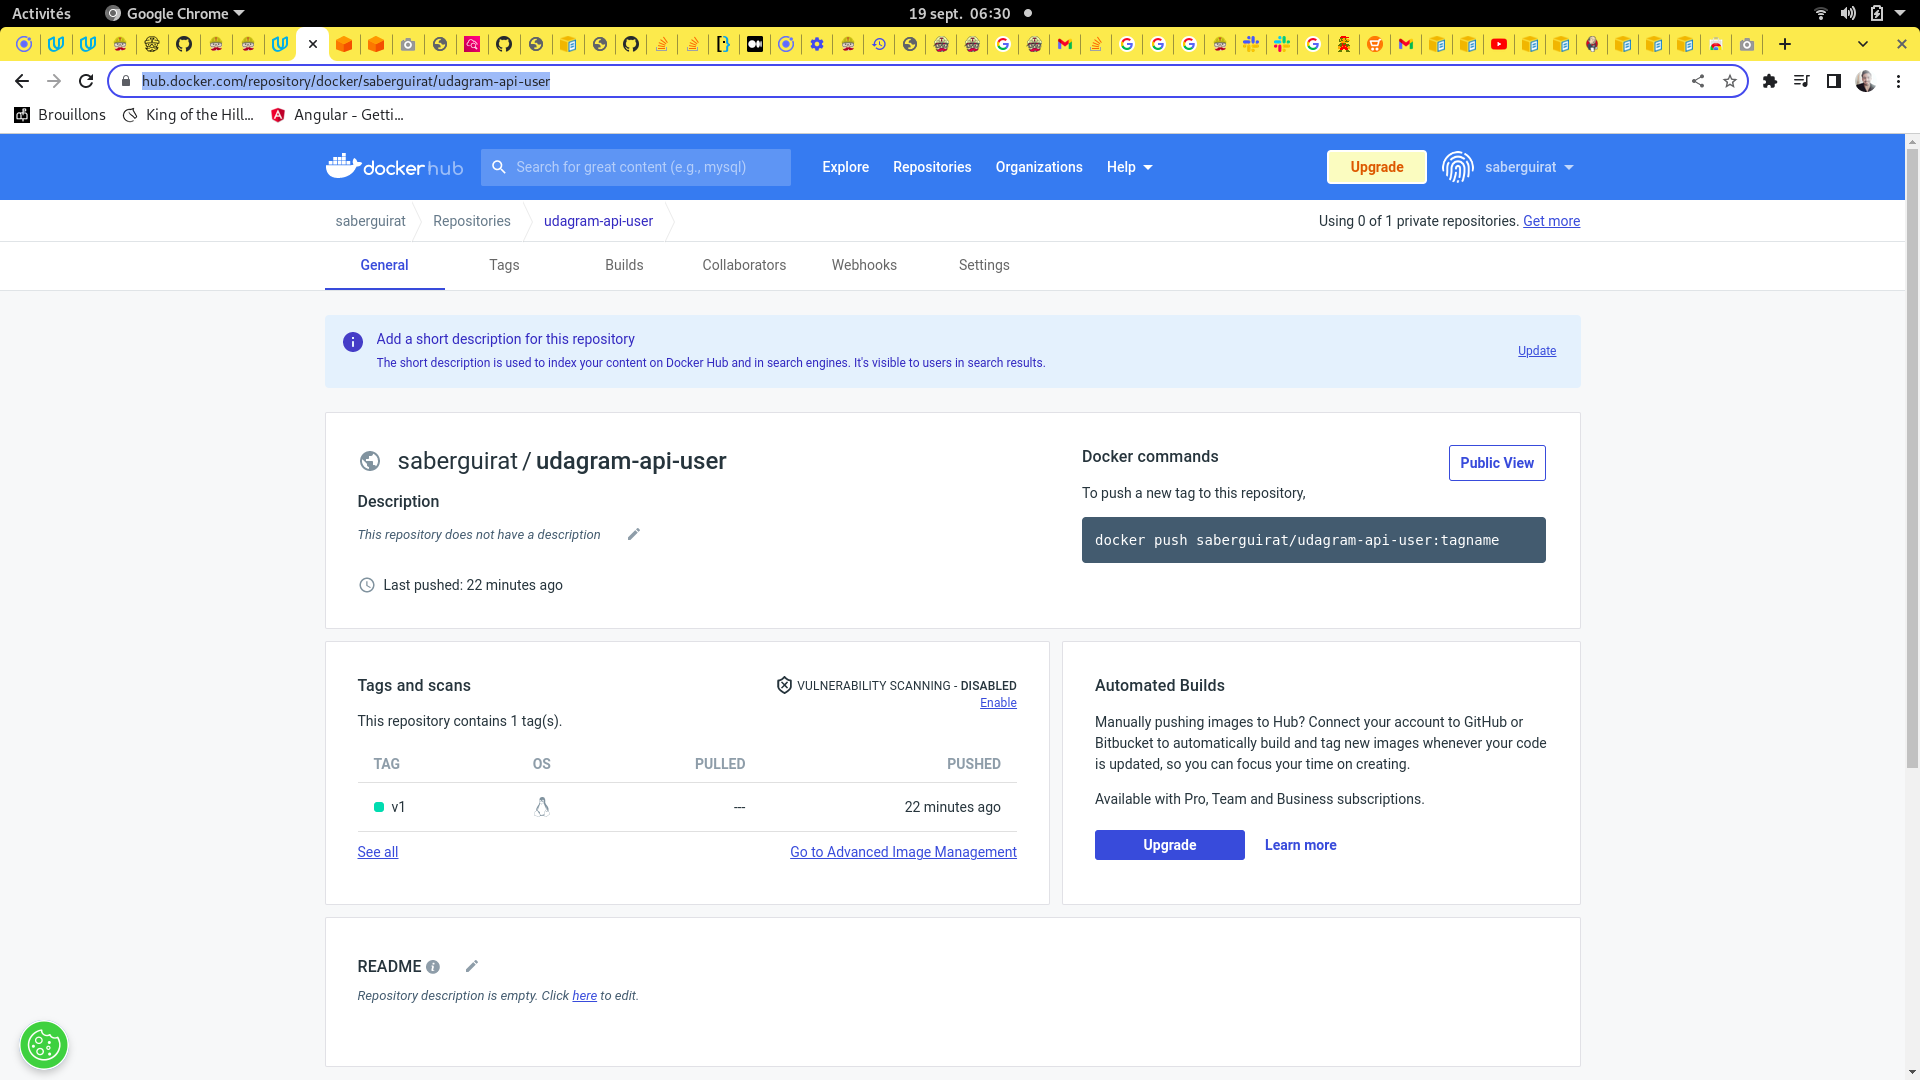 Activités
Google Chrome
19 sept. 06:30
hub.docker.com/repository/docker/saberguirat/udagram-api-user
Brouillons
King of the Hill...
Angular - Getti...
docker hub
Search for great content (e.g., mysql)
Explore
Repositories
Organizations
Help
Upgrade
saberguirat
saberguirat
Repositories
udagram-api-user
Using 0 of 1 private repositories. Get more
General
Tags
Builds
Collaborators
Webhooks
Settings
Add a short description for this repository
The short description is used to index your content on Docker Hub and in search engines. It's visible to users in search results.
Update
saberguirat / udagram-api-user
Description
This repository does not have a description
Last pushed: 22 minutes ago
Docker commands
Public View
To push a new tag to this repository,
docker push saberguirat/udagram-api-user:tagname
Tags and scans
VULNERABILITY SCANNING - DISABLED
Enable
This repository contains 1 tag(s).
TAG
OS
PULLED
PUSHED
v1
---
22 minutes ago
See all
Go to Advanced Image Management
Automated Builds
Manually pushing images to Hub? Connect your account to GitHub or
Bitbucket to automatically build and tag new images whenever your code
is updated, so you can focus your time on creating.
Available with Pro, Team and Business subscriptions.
Upgrade
Learn more
README
Repository description is empty. Click here to edit.